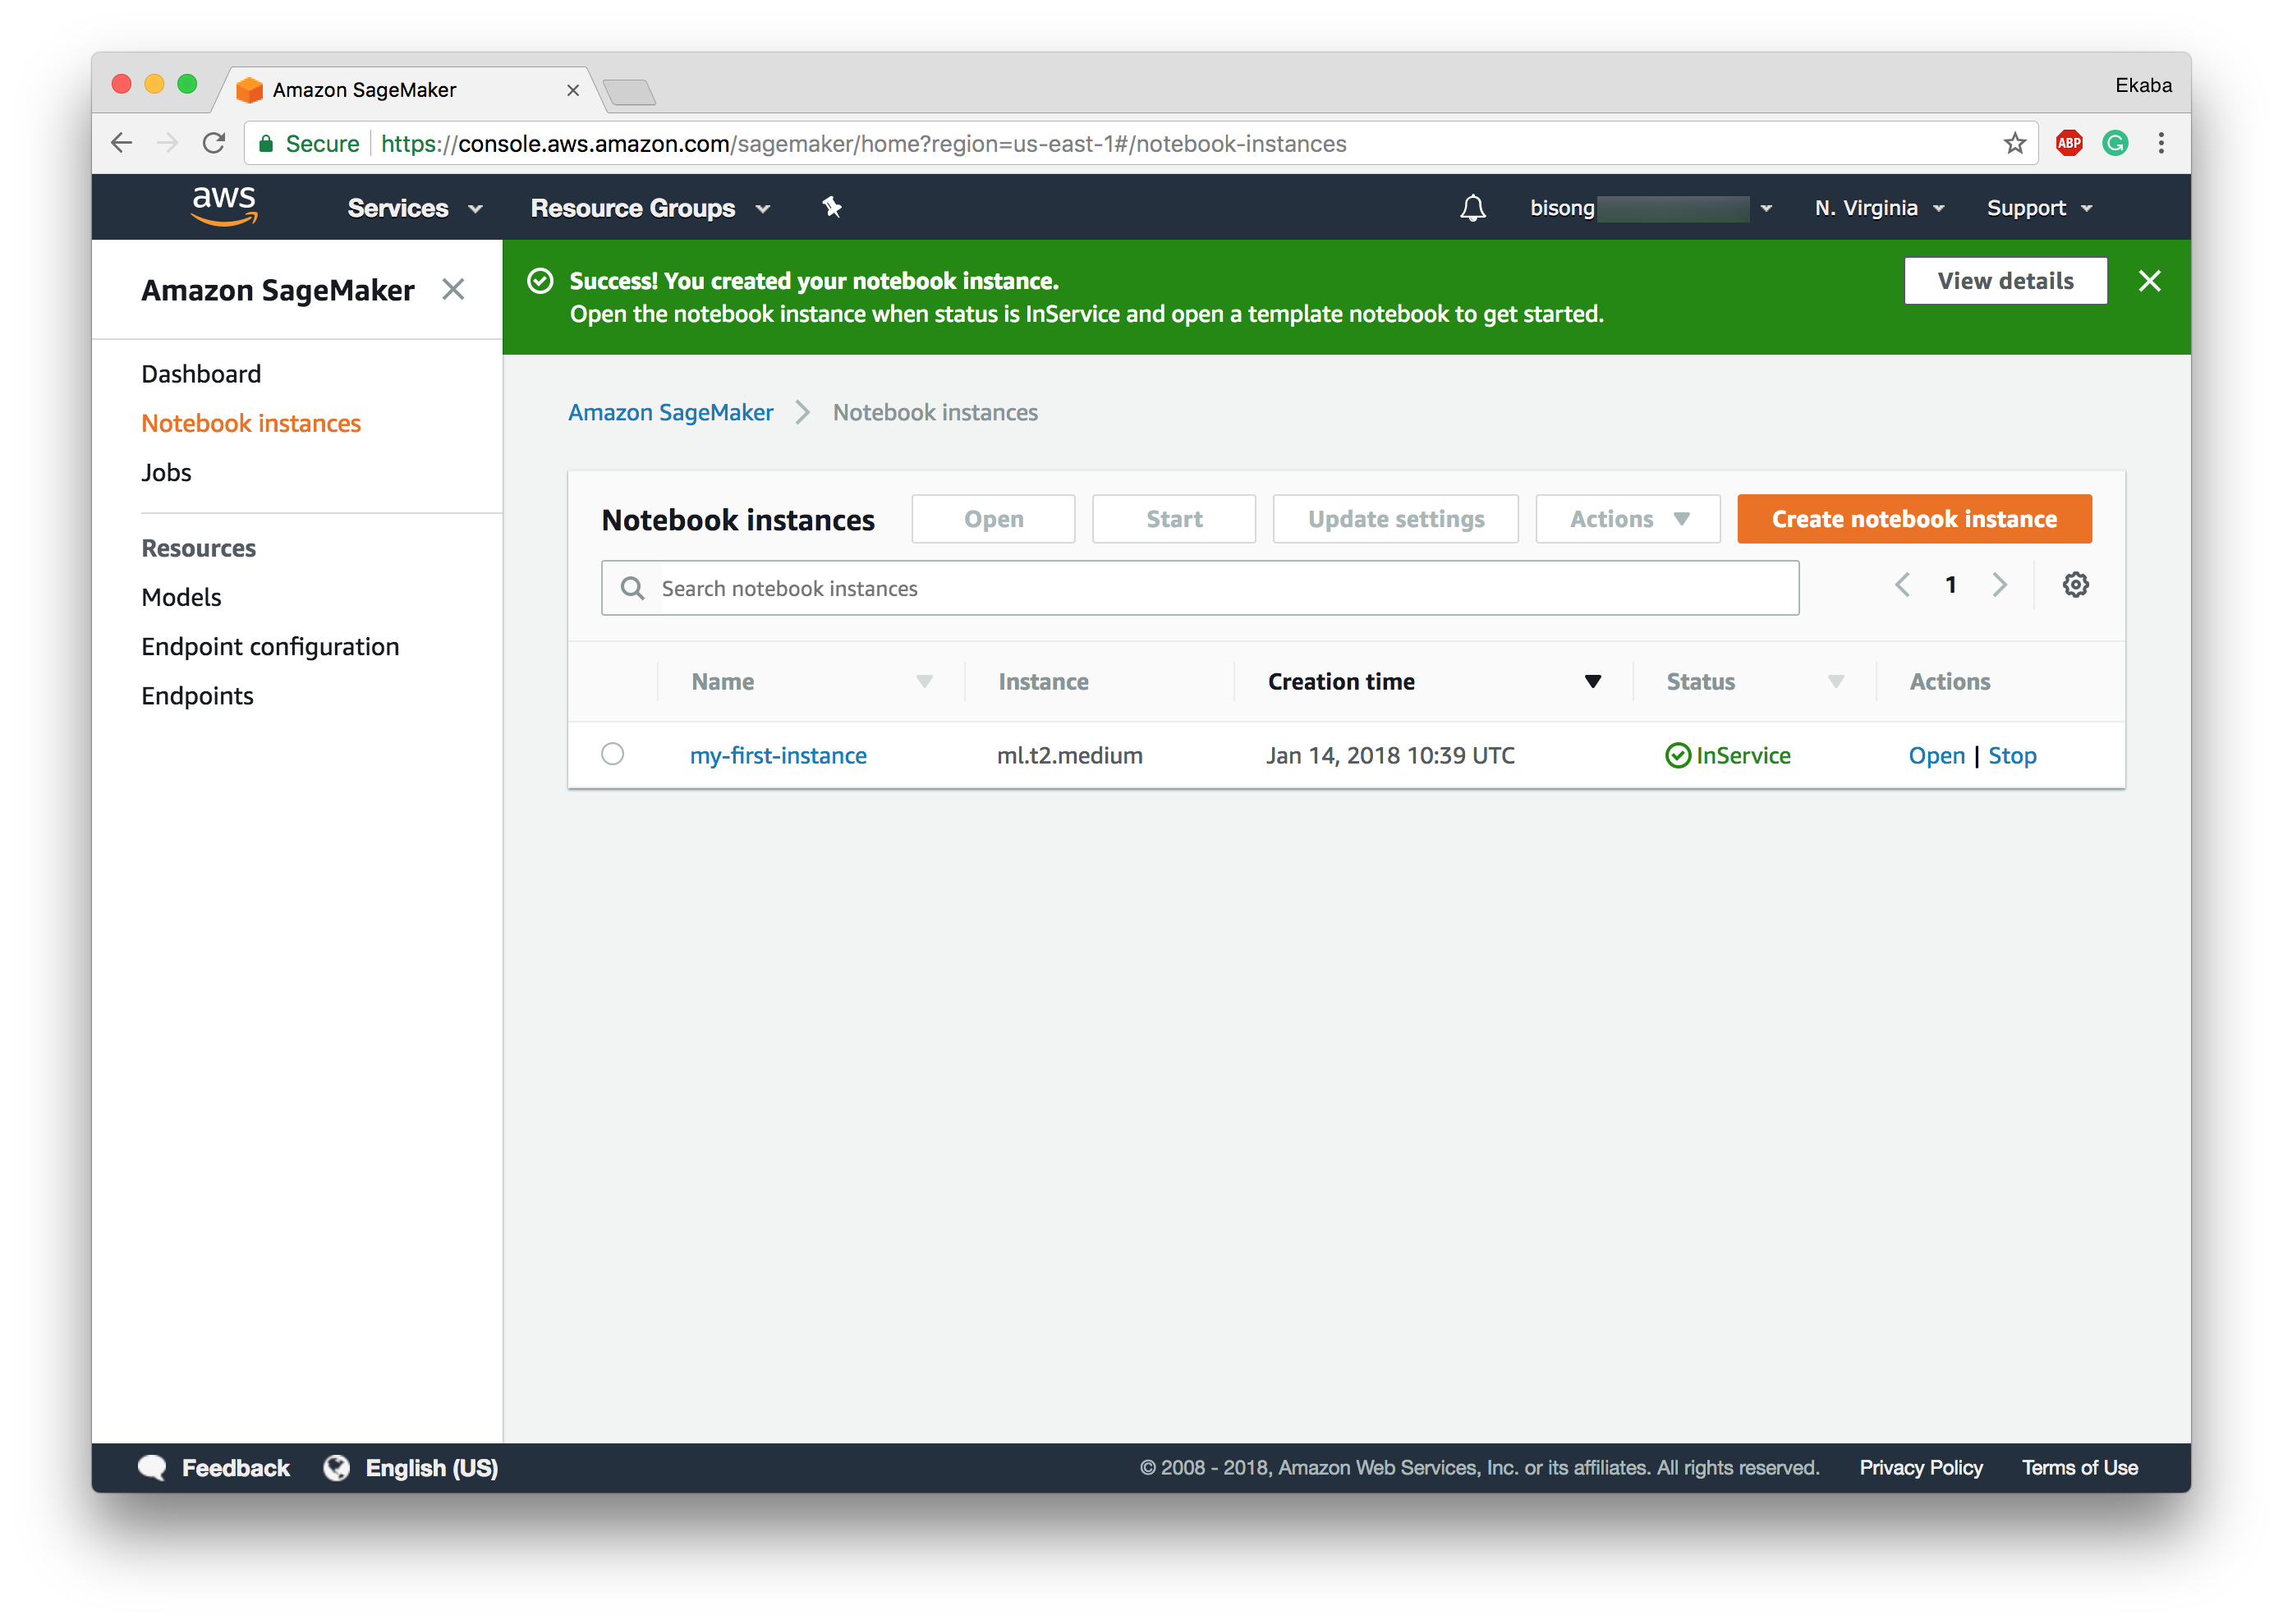 Amazon SageMaker
Ekaba
Secure https://console.aws.amazon.com/sagemaker/home?region=us-east-1#/notebook-instances
ABP
G
aws Services Resource Groups bisong N. Virginia Support
Amazon SageMaker
Dashboard
Notebook instances
Jobs
Resources
Models
Endpoint configuration
Endpoints
Success! You created your notebook instance.
Open the notebook instance when status is InService and open a template notebook to get started.
View details
Amazon SageMaker Notebook instances
Notebook instances Open Start Update settings Actions Create notebook instance
Search notebook instances 1
Name Instance Creation time Status Actions
my-first-instance ml.t2.medium Jan 14, 2018 10:39 UTC InService Open | Stop
Feedback English (US) © 2008 - 2018, Amazon Web Services, Inc. or its affiliates. All rights reserved. Privacy Policy Terms of Use